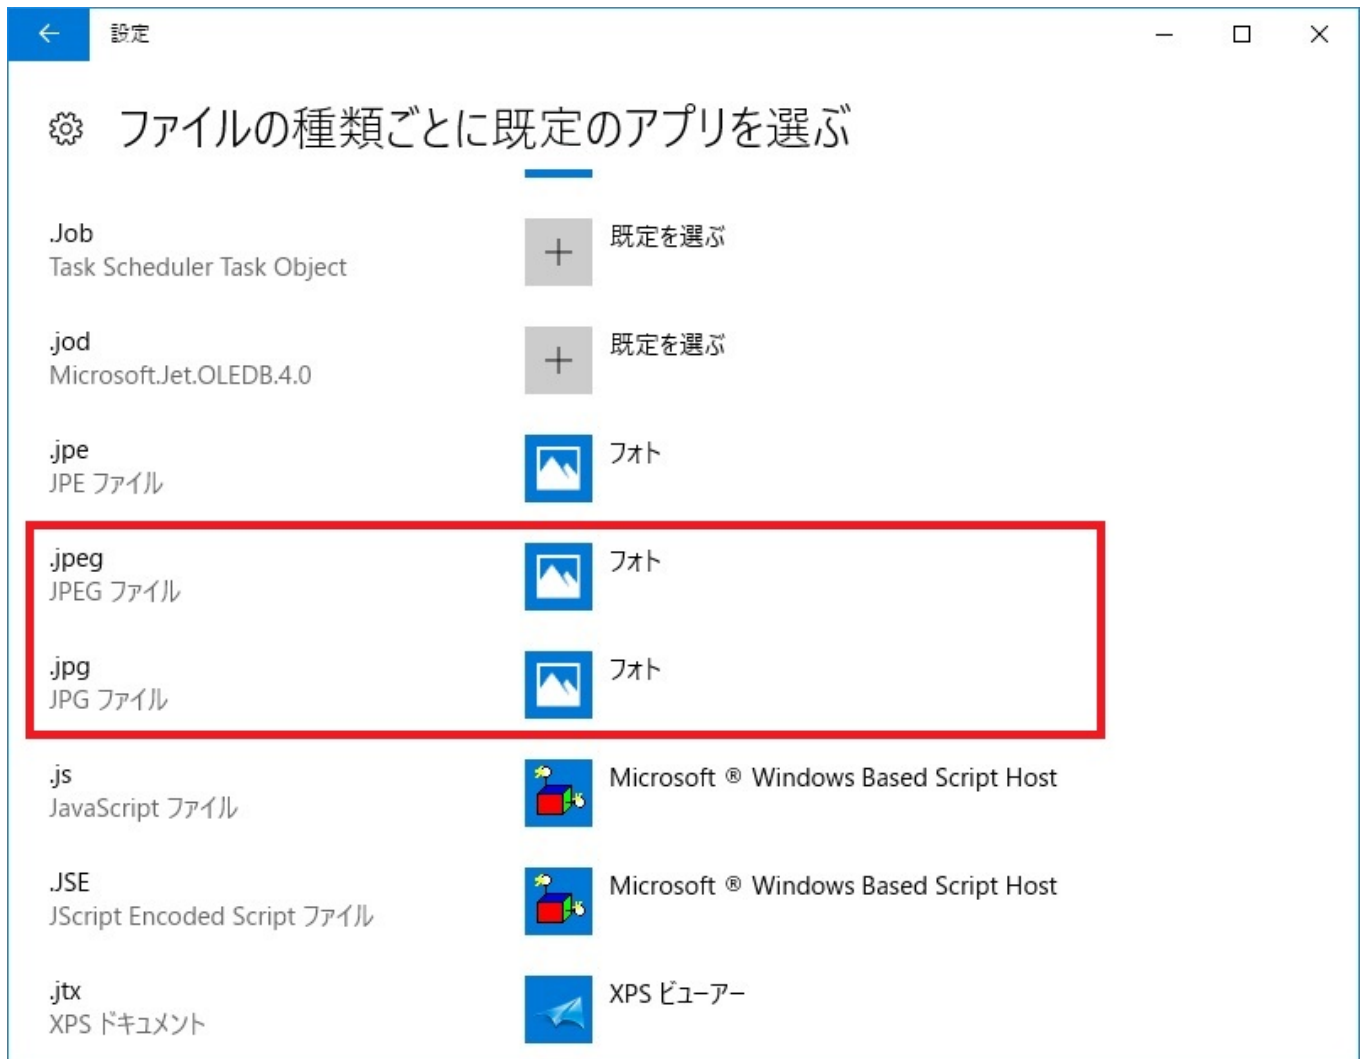 設定
ファイルの種類ごとに既定のアプリを選ぶ
.Job
Task Scheduler Task Object
既定を選ぶ
.jod
Microsoft.Jet.OLEDB.4.0
既定を選ぶ
.jpe
JPE ファイル
フォト
.jpeg
JPEG ファイル
フォト
.jpg
JPG ファイル
フォト
.js
JavaScript ファイル
Microsoft ® Windows Based Script Host
.JSE
JScript Encoded Script ファイル
Microsoft ® Windows Based Script Host
.jtx
XPS ドキュメント
XPS ビューアー